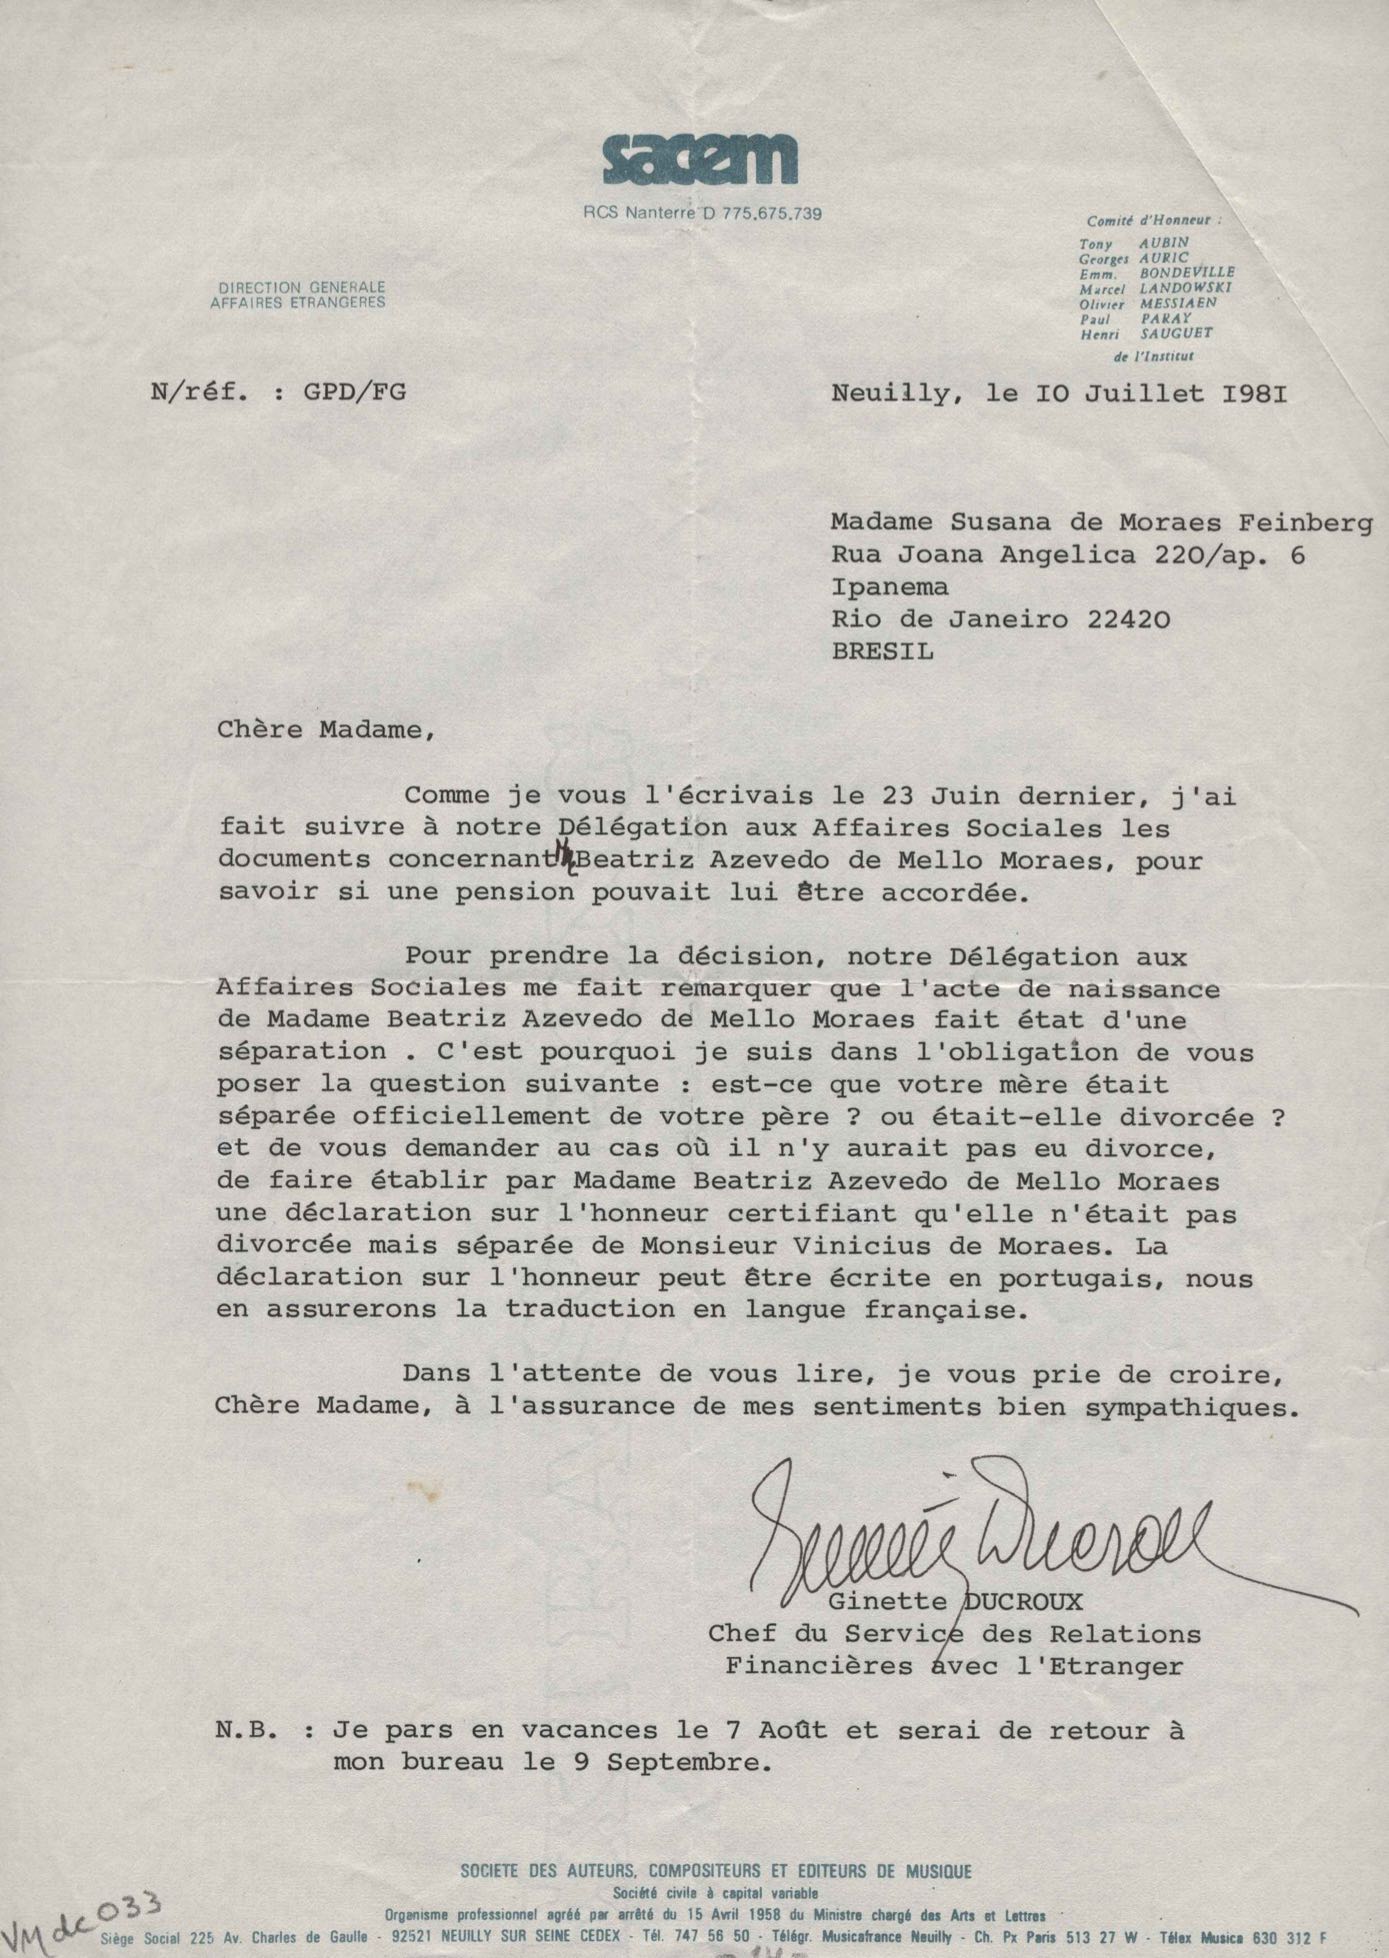 sacem
RCS Nanterre D 775.675.739
Comité d'Honneur :
Tony AUBIN
Georges AURIC
Emm. BONDEVILLE
Marcel LANDOWSKI
Olivier MESSIAEN
Paul PARAY
Henri SAUGUET
de l'Institut
DIRECTION GENERALE
AFFAIRES ETRANGERES
N/réf. : GPD/FG
Neuilly, le IO Juillet I98I
Madame Susana de Moraes Feinberg
Rua Joana Angelica 220/ap. 6
Ipanema
Rio de Janeiro 22420
BRESIL
Chère Madame,
Comme je vous l'écrivais le 23 Juin dernier, j'ai
fait suivre à notre Délégation aux Affaires Sociales les
documents concernant Beatriz Azevedo de Mello Moraes, pour
savoir si une pension pouvait lui être accordée.
Pour prendre la décision, notre Délégation aux
Affaires Sociales me fait remarquer que l'acte de naissance
de Madame Beatriz Azevedo de Mello Moraes fait état d'une
séparation . C'est pourquoi je suis dans l'obligation de vous
poser la question suivante : est-ce que votre mère était
séparée officiellement de votre père ? ou était-elle divorcée ?
et de vous demander au cas où il n'y aurait pas eu divorce,
de faire établir par Madame Beatriz Azevedo de Mello Moraes
une déclaration sur l'honneur certifiant qu'elle n'était pas
divorcée mais séparée de Monsieur Vinicius de Moraes. La
déclaration sur l'honneur peut être écrite en portugais, nous
en assurerons la traduction en langue française.
Dans l'attente de vous lire, je vous prie de croire,
Chère Madame, à l'assurance de mes sentiments bien sympathiques.
Ginette Ducroux
Ginette DUCROUX
Chef du Service des Relations
Financières avec l'Etranger
N.B. : Je pars en vacances le 7 Août et serai de retour à
mon bureau le 9 Septembre.
SOCIETE DES AUTEURS, COMPOSITEURS ET EDITEURS DE MUSIQUE
Société civile à capital variable
Organisme professionnel agréé par arrêté du 15 Avril 1958 du Ministre chargé des Arts et Lettres
VMdc033
Siège Social 225 Av. Charles de Gaulle - 92521 NEUILLY SUR SEINE CEDEX - Tél. 747 56 50 - Télégr. Musicafrance Neuilly - Ch. Px Paris 513 27 W - Télex Musica 630 312 F